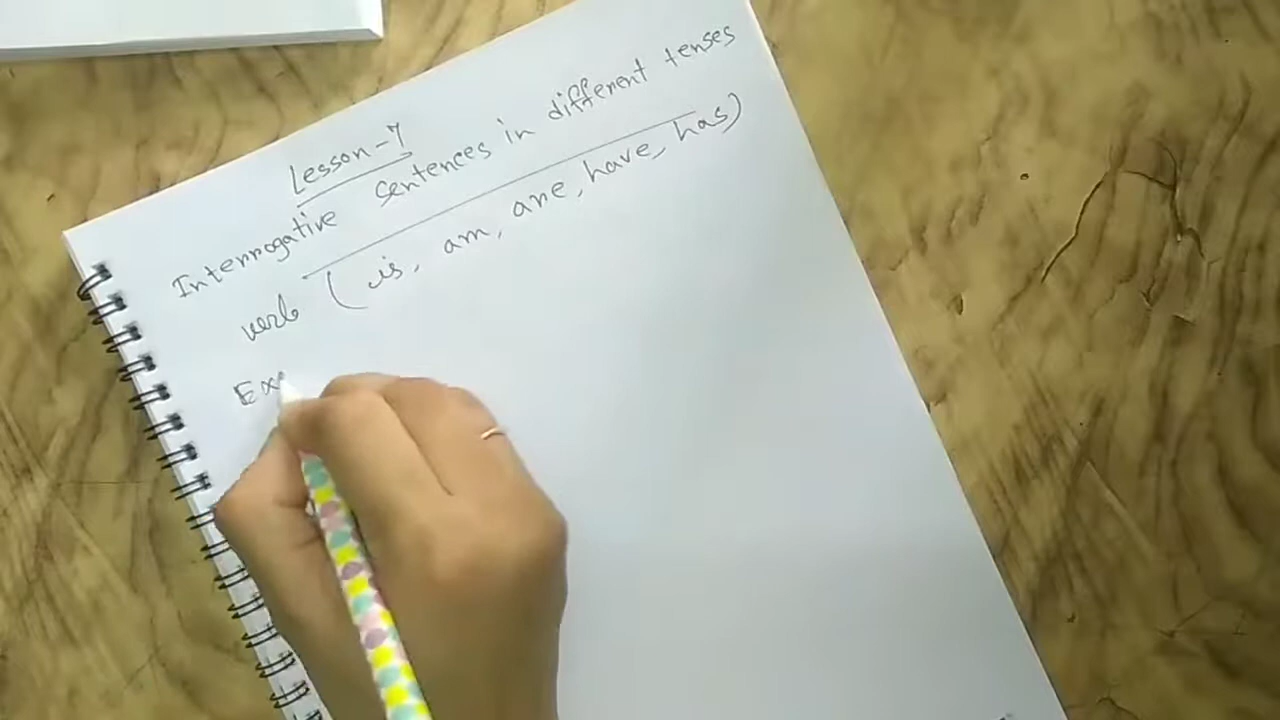 Lesson-7
Interrogative sentences in different tenses
verb (is, am, are, have, has)
Ex